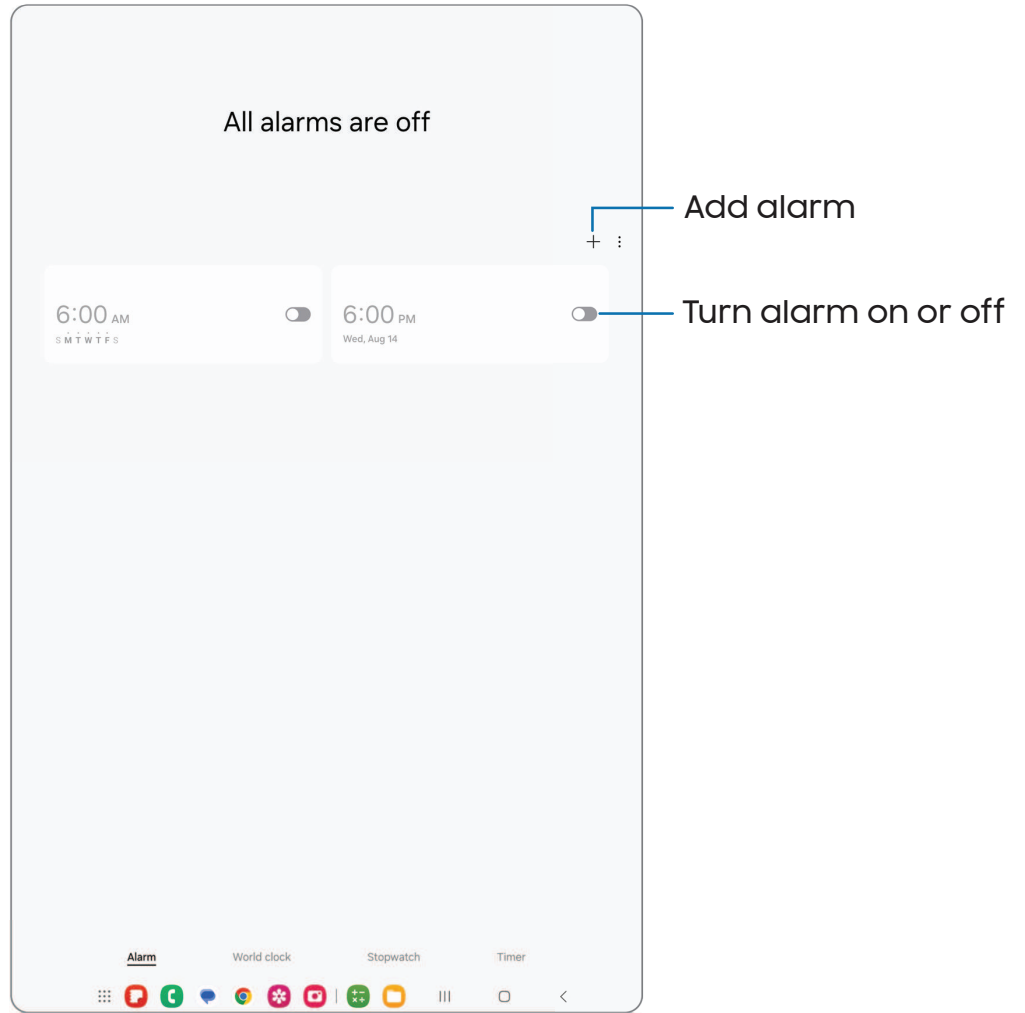 All alarms are off
Add alarm
6:00 AM
S M T W T F S
6:00 PM
Wed, Aug 14
Turn alarm on or off
Alarm World clock Stopwatch Timer